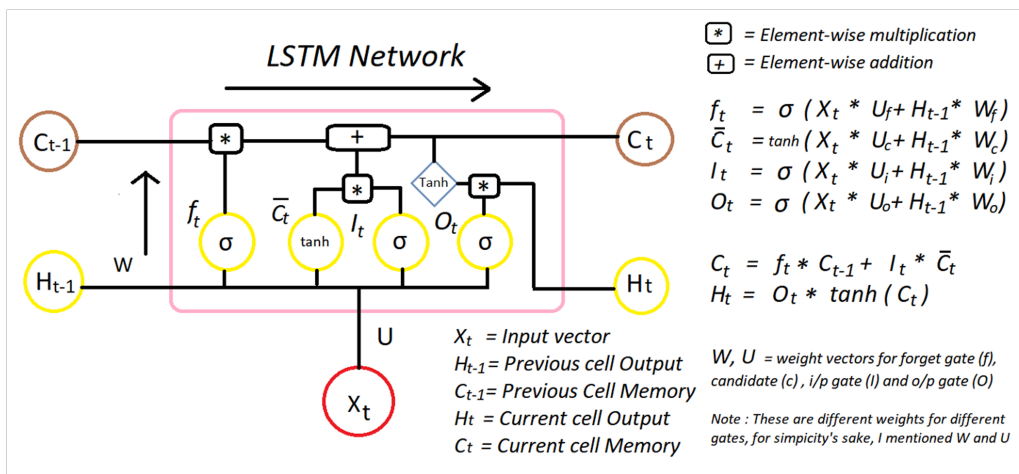 LSTM Network
* = Element-wise multiplication
+ = Element-wise addition
C̅t = tanh ( Xt * Uc + Ht-1 * Wc )
ft = σ ( Xt * Uf + Ht-1 * Wf )
It = σ ( Xt * Ui + Ht-1 * Wi )
Ot = σ ( Xt * Uo + Ht-1 * Wo )
Ct = ft * Ct-1 + It * C̅t
Ht = Ot * tanh ( Ct )
Ct-1
*
+
Ct
Tanh
*
*
ft
C̅t
It
Ot
σ
tanh
σ
σ
W
Ht-1
Ht
U
Xt
Xt = Input vector
Ht-1 = Previous cell Output
Ct-1 = Previous Cell Memory
Ht = Current cell Output
Ct = Current cell Memory
W, U = weight vectors for forget gate (f),
candidate (c) , i/p gate (I) and o/p gate (O)
Note : These are different weights for different
gates, for simpicity's sake, I mentioned W and U